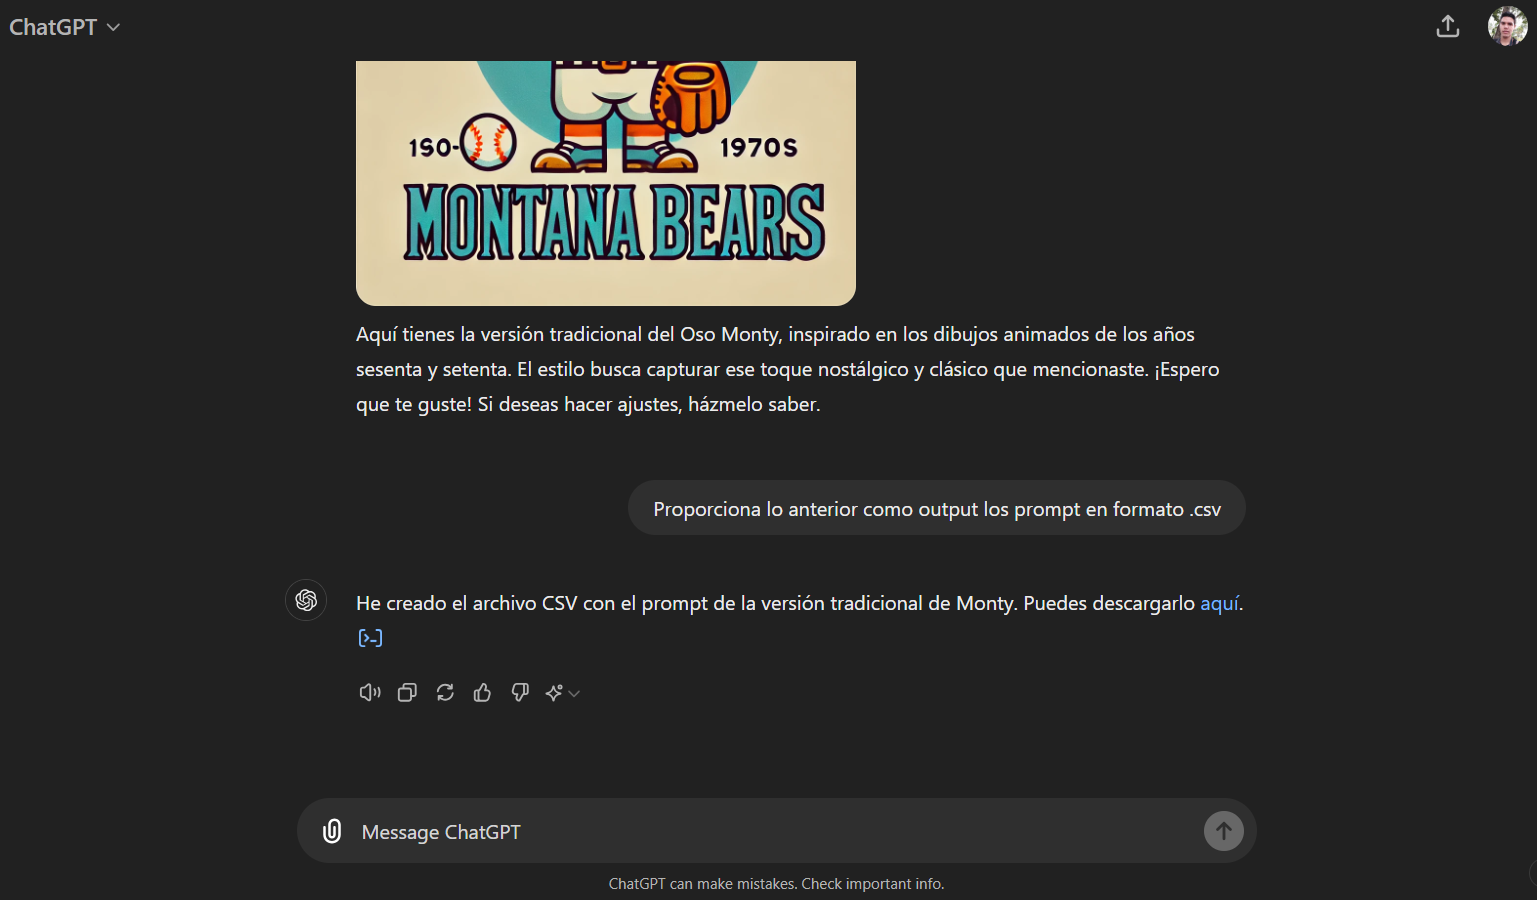 ChatGPT
1SO-
1970S
MONTANA BEARS
Aquí tienes la versión tradicional del Oso Monty, inspirado en los dibujos animados de los años
sesenta y setenta. El estilo busca capturar ese toque nostálgico y clásico que mencionaste. ¡Espero
que te guste! Si deseas hacer ajustes, házmelo saber.
Proporciona lo anterior como output los prompt en formato .csv
He creado el archivo CSV con el prompt de la versión tradicional de Monty. Puedes descargarlo aquí.
Message ChatGPT
ChatGPT can make mistakes. Check important info.